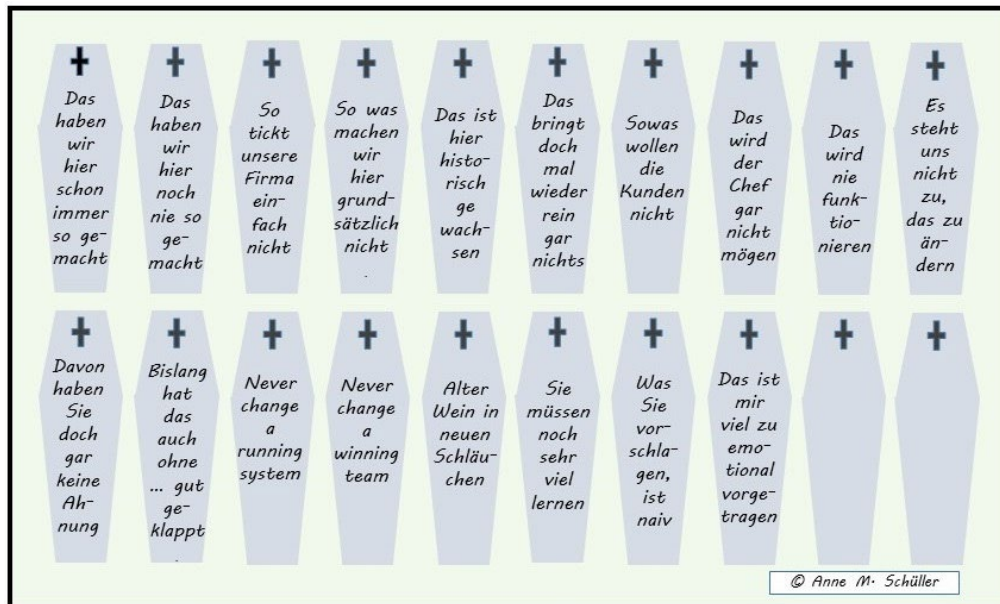 Das
haben
wir
hier
schon
immer
so ge-
macht
Das
haben
wir
hier
noch
nie so
ge-
macht
So
tickt
unsere
Firma
ein-
fach
nicht
So was
machen
wir
hier
grund-
sätzlich
nicht
.
Das ist
hier
histo-
risch
ge
wach-
sen
Das
bringt
doch
mal
wieder
rein
gar
nichts
Sowas
wollen
die
Kunden
nicht
Das
wird
der
Chef
gar
nicht
mögen
Das
wird
nie
funk-
tio-
nieren
Es
steht
uns
nicht
zu,
das zu
än-
dern
Davon
haben
Sie
doch
gar
keine
Ah-
nung
Bislang
hat
das
auch
ohne
... gut
ge-
klappt
.
Never
change
a
running
system
Never
change
a
winning
team
Alter
Wein in
neuen
Schläu-
chen
Sie
müssen
noch
sehr
viel
lernen
Was
Sie
vor-
schla-
gen,
ist
naiv
Das ist
mir
viel zu
emo-
tional
vorge-
tragen
© Anne M. Schüller